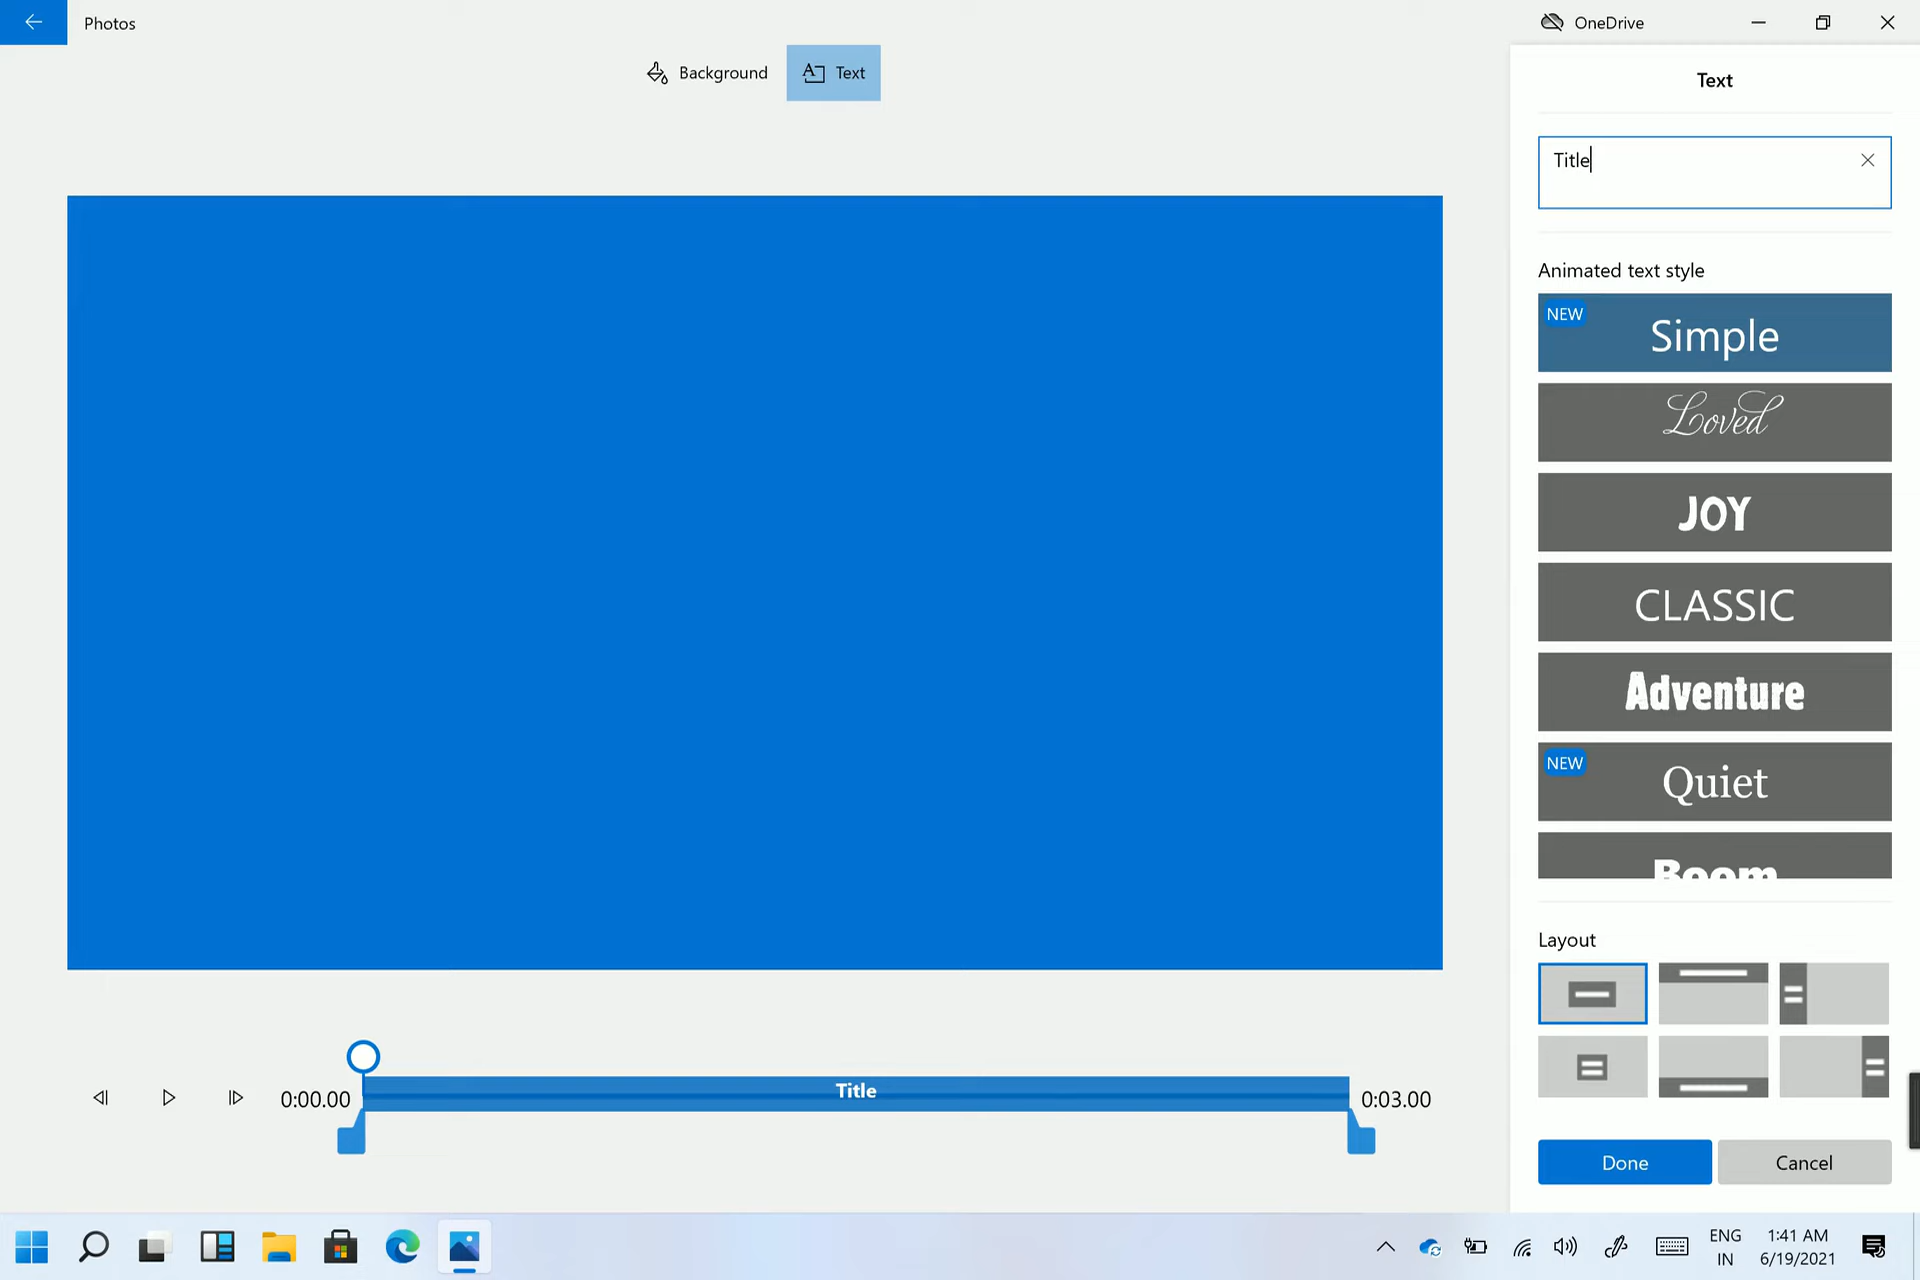 Photos
OneDrive
Background
Text
Text
Title
Animated text style
NEW
Simple
Loved
JOY
CLASSIC
Adventure
NEW
Quiet
Boom
Layout
0:00.00
Title
0:03.00
Done
Cancel
ENG
IN
1:41 AM
6/19/2021